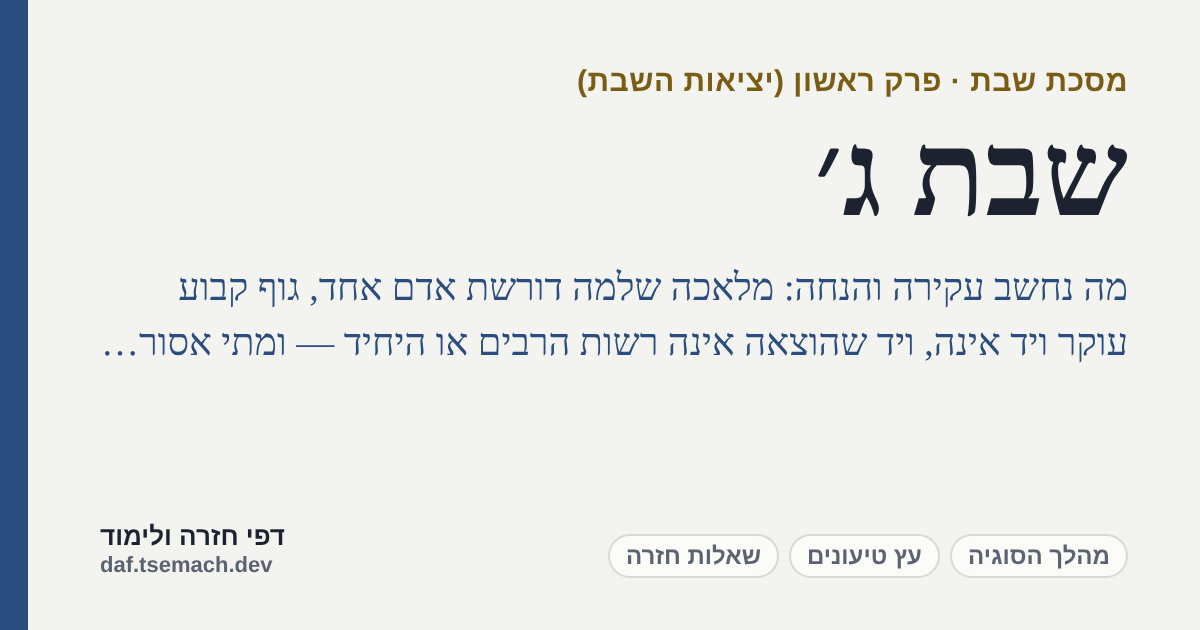 מסכת שבת · פרק ראשון (יציאות השבת)
שבת ג׳
מה נחשב עקירה והנחה: מלאכה שלמה דורשת אדם אחד, גוף קבוע
עוקר ויד אינה, ויד שהוצאה אינה רשות הרבים או היחיד — ומתי אסור…
מהלך הסוגיה
עץ טיעונים
שאלות חזרה
דפי חזרה ולימוד
daf.tsemach.dev